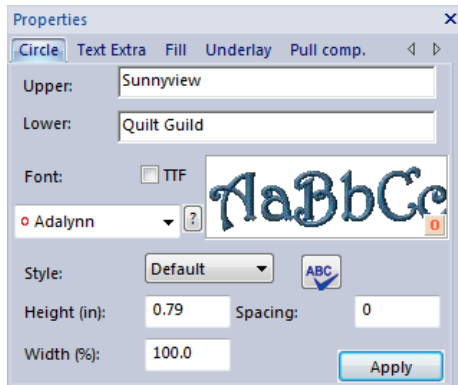 Properties
Circle Text Extra Fill Underlay Pull comp.
Upper: Sunnyview
Lower: Quilt Guild
Font: TTF AaBbCc
o Adalynn ? o
Style: Default ABC
Height (in): 0.79 Spacing: 0
Width (%): 100.0 Apply